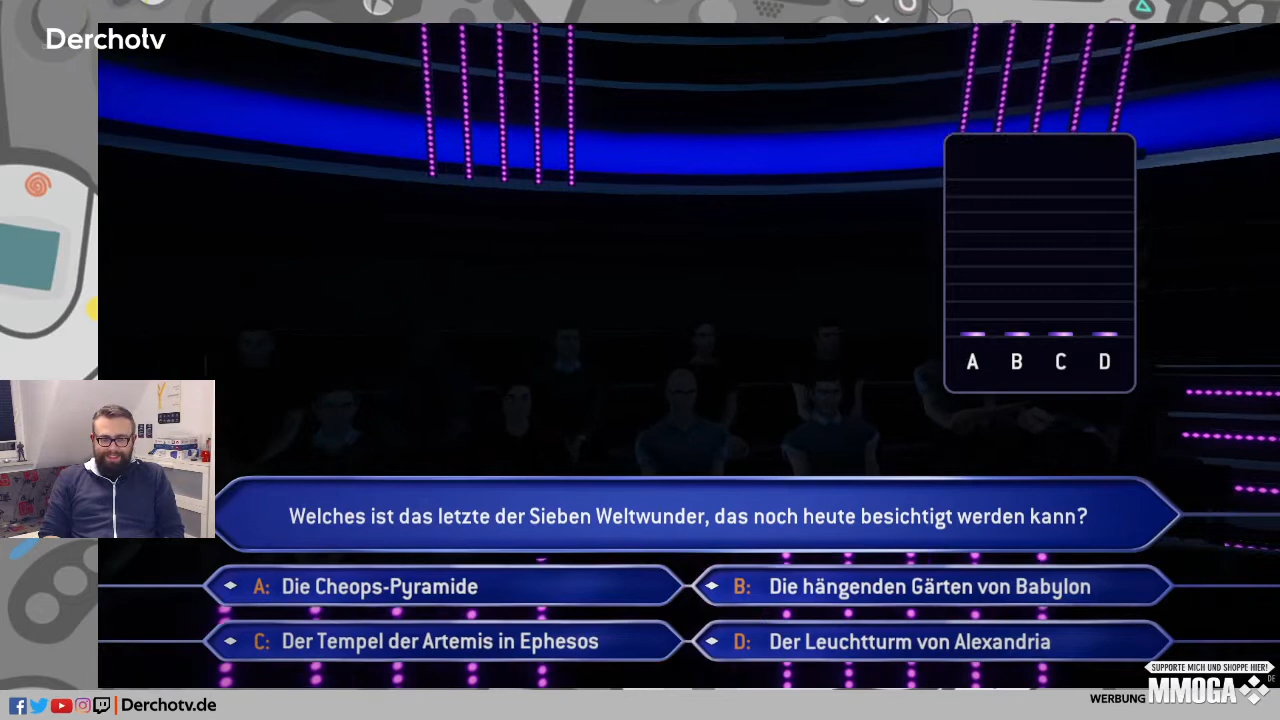 Derchotv
A B C D
Welches ist das letzte der Sieben Weltwunder, das noch heute besichtigt werden kann?
A: Die Cheops-Pyramide
B: Die hängenden Gärten von Babylon
C: Der Tempel der Artemis in Ephesos
D: Der Leuchtturm von Alexandria
SUPPORTE MICH UND SHOPPE HIER!
WERBUNG MMOGA DE
Derchotv.de